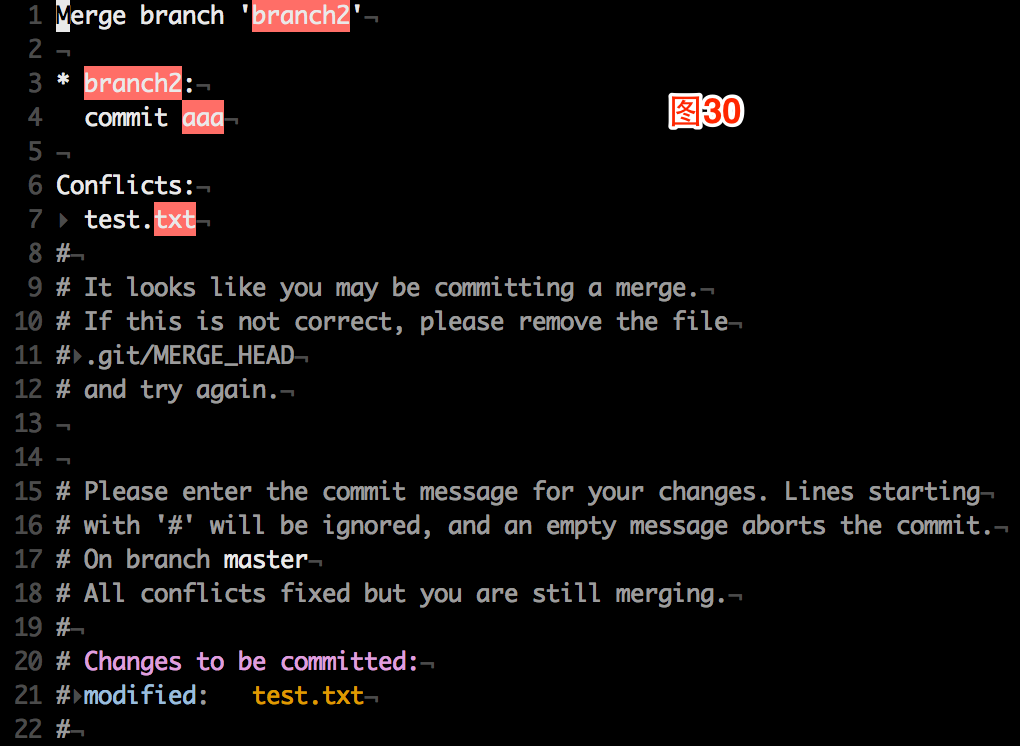 1 Merge branch 'branch2'¬
2 ¬
3 * branch2:¬
图30
4   commit aaa¬
5 ¬
6 Conflicts:¬
7 ▸ test.txt¬
8 #¬
9 # It looks like you may be committing a merge.¬
10 # If this is not correct, please remove the file¬
11 #▸.git/MERGE_HEAD¬
12 # and try again.¬
13 ¬
14 ¬
15 # Please enter the commit message for your changes. Lines starting¬
16 # with '#' will be ignored, and an empty message aborts the commit.¬
17 # On branch master¬
18 # All conflicts fixed but you are still merging.¬
19 #¬
20 # Changes to be committed:¬
21 #▸modified:   test.txt¬
22 #¬